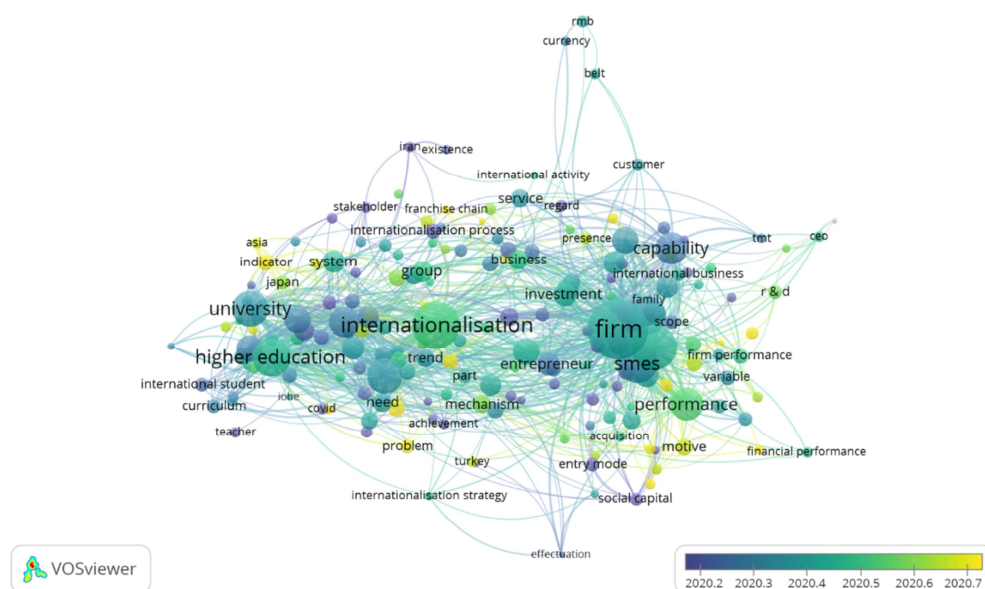 rmb
currency
belt
iran
existence
customer
international activity
service
regard
stakeholder
franchise chain
internationalisation process
presence
tmt
ceo
asia
indicator
system
japan
group
business
capability
international business
investment
family
r & d
university
internationalisation
firm
scope
higher education
trend
entrepreneur
smes
firm performance
part
variable
international student
iohe
covid
need
mechanism
performance
curriculum
achievement
teacher
problem
acquisition
motive
financial performance
turkey
entry mode
internationalisation strategy
social capital
effectuation
VOSviewer
2020.2 2020.3 2020.4 2020.5 2020.6 2020.7